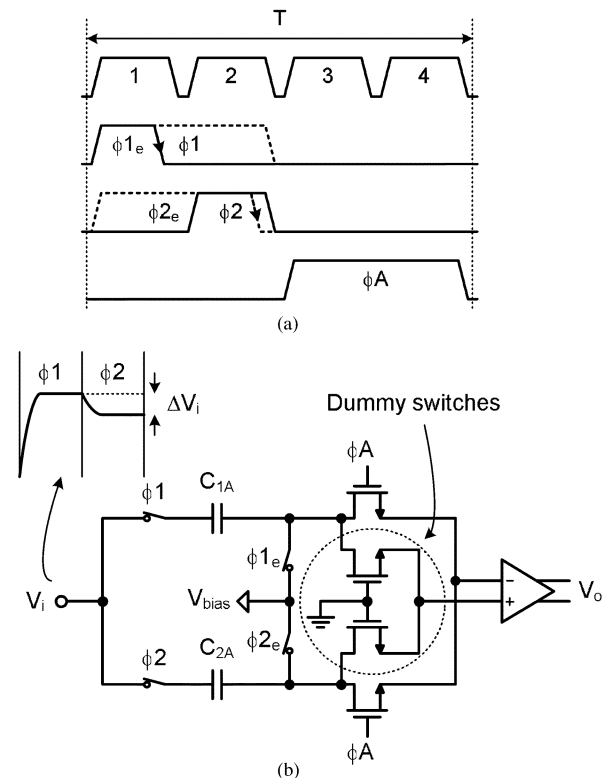 T
1 2 3 4
ϕ1e ϕ1
ϕ2e ϕ2
ϕA
(a)
ϕ1 ϕ2
ΔVi
Dummy switches
ϕA
ϕ1 C1A
ϕ1e
Vi Vbias − Vo
+
ϕ2e
ϕ2 C2A
ϕA
(b)